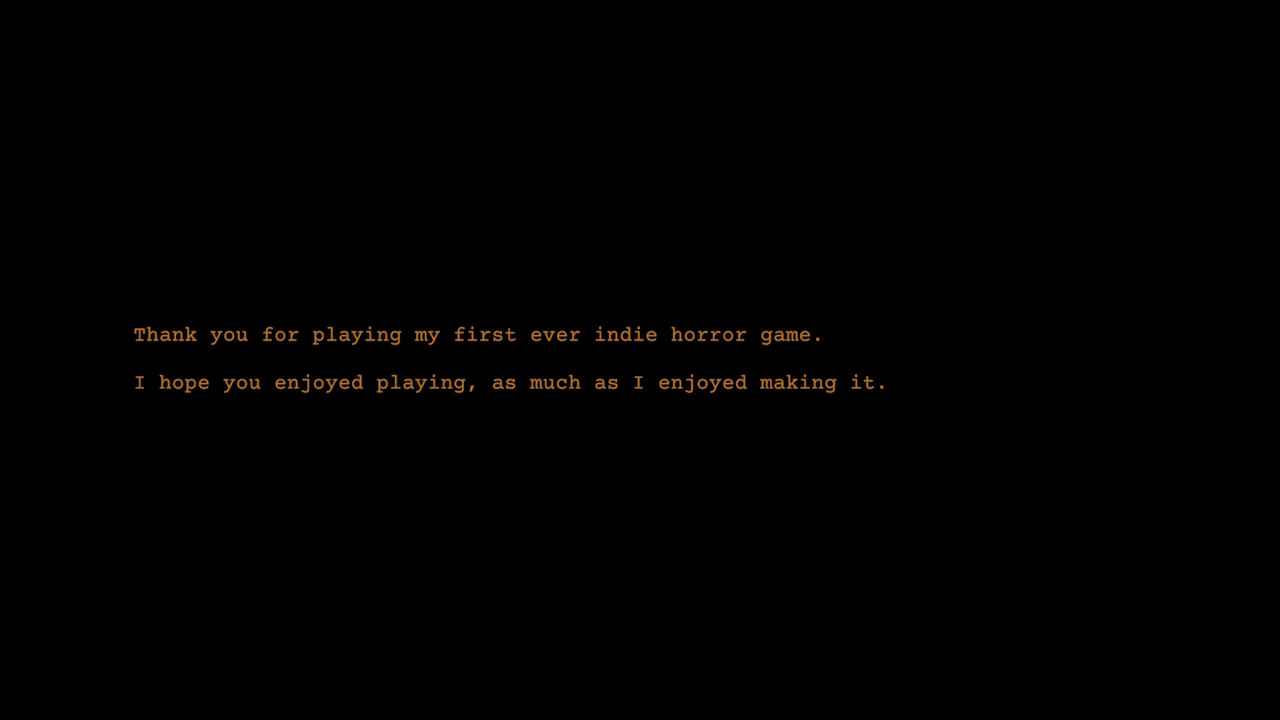 Thank you for playing my first ever indie horror game.
I hope you enjoyed playing, as much as I enjoyed making it.